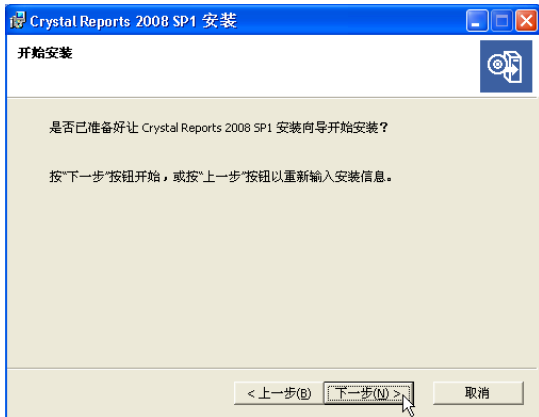 Crystal Reports 2008 SP1 安装
开始安装
是否已准备好让 Crystal Reports 2008 SP1 安装向导开始安装？
按“下一步”按钮开始，或按“上一步”按钮以重新输入安装信息。
< 上一步(B)
下一步(N) >
取消